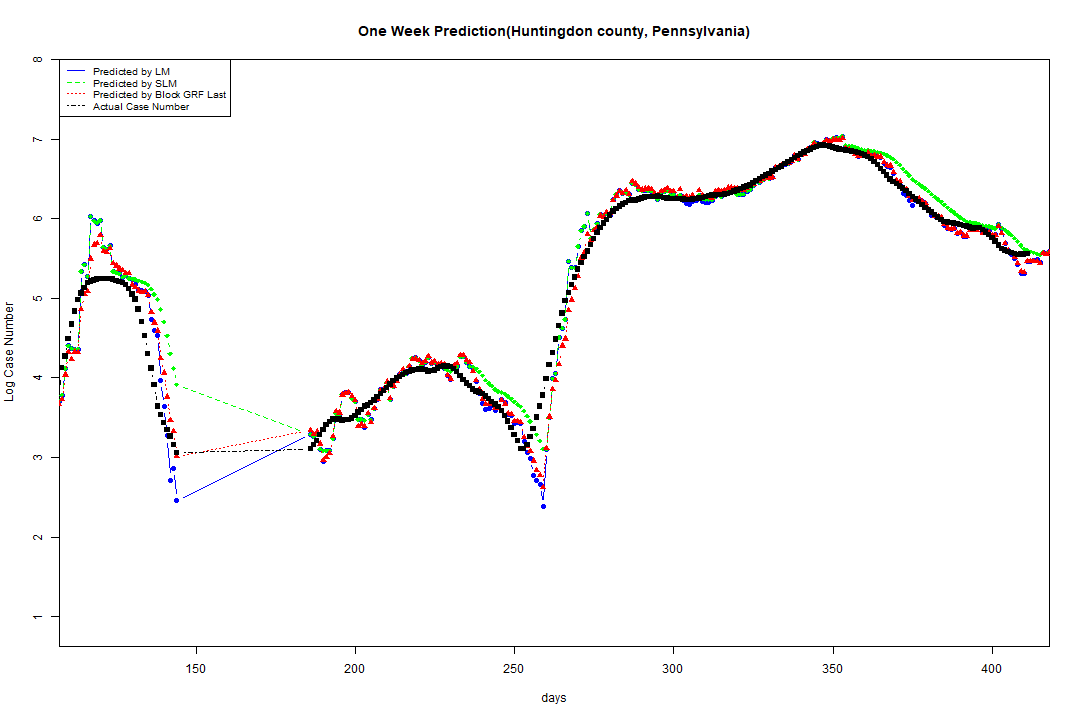 One Week Prediction(Huntingdon county, Pennsylvania)
Predicted by LM
Predicted by SLM
Predicted by Block GRF Last
Actual Case Number
Log Case Number
8
7
6
5
4
3
2
1
150 200 250 300 350 400
days